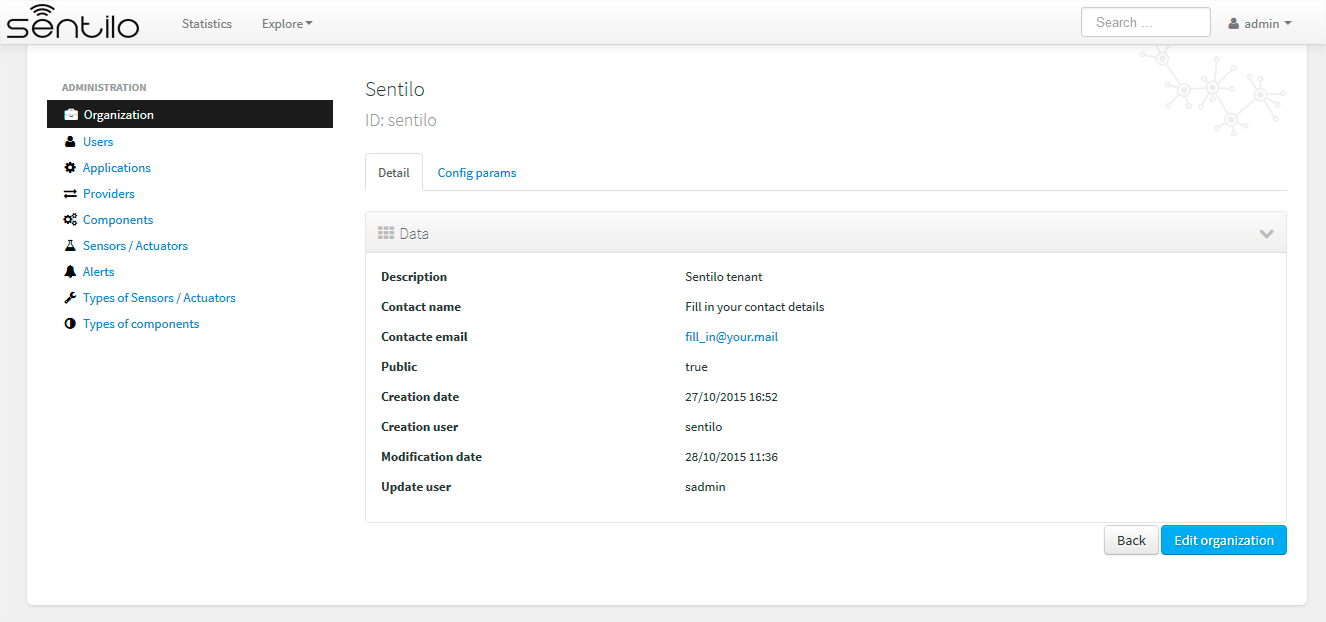 sentilo
Statistics
Explore
Search ...
admin
ADMINISTRATION
Organization
Users
Applications
Providers
Components
Sensors / Actuators
Alerts
Types of Sensors / Actuators
Types of components
Sentilo
ID: sentilo
Detail
Config params
Data
Description Sentilo tenant
Contact name Fill in your contact details
Contacte email fill_in@your.mail
Public true
Creation date 27/10/2015 16:52
Creation user sentilo
Modification date 28/10/2015 11:36
Update user sadmin
Back
Edit organization